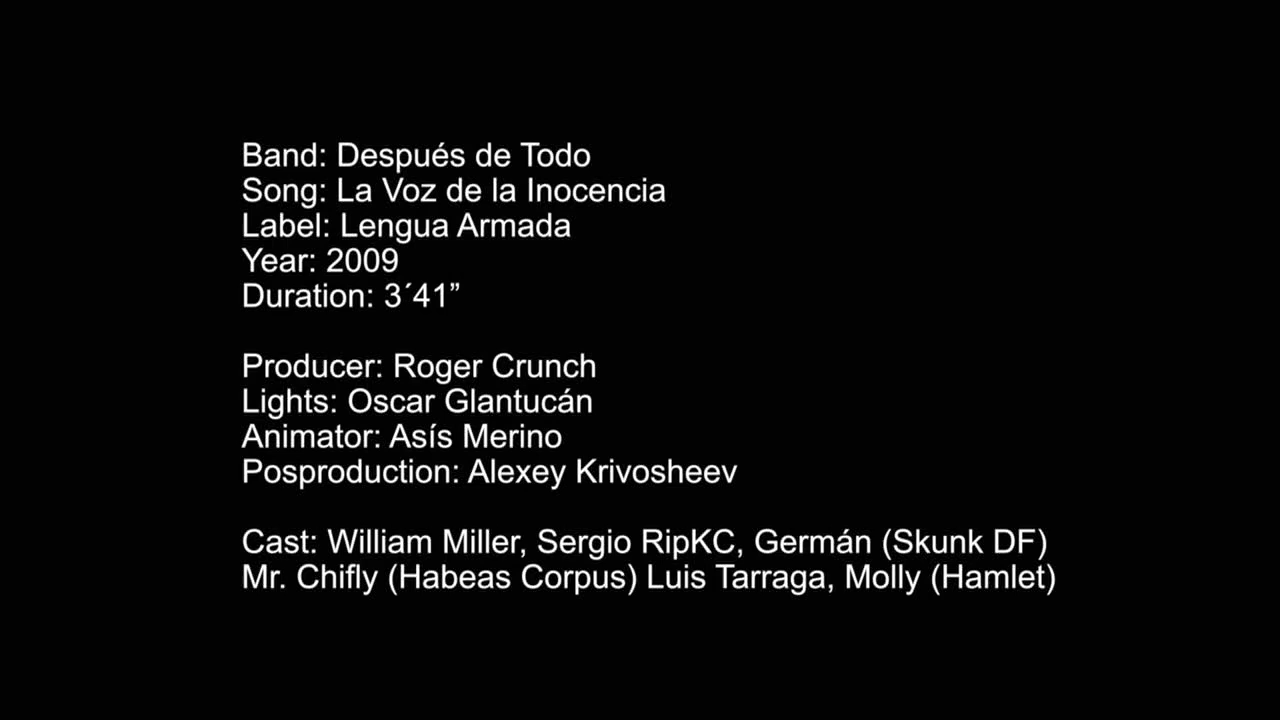 Band: Después de Todo
Song: La Voz de la Inocencia
Label: Lengua Armada
Year: 2009
Duration: 3´41”
Producer: Roger Crunch
Lights: Oscar Glantucán
Animator: Asís Merino
Posproduction: Alexey Krivosheev
Cast: William Miller, Sergio RipKC, Germán (Skunk DF)
Mr. Chifly (Habeas Corpus) Luis Tarraga, Molly (Hamlet)